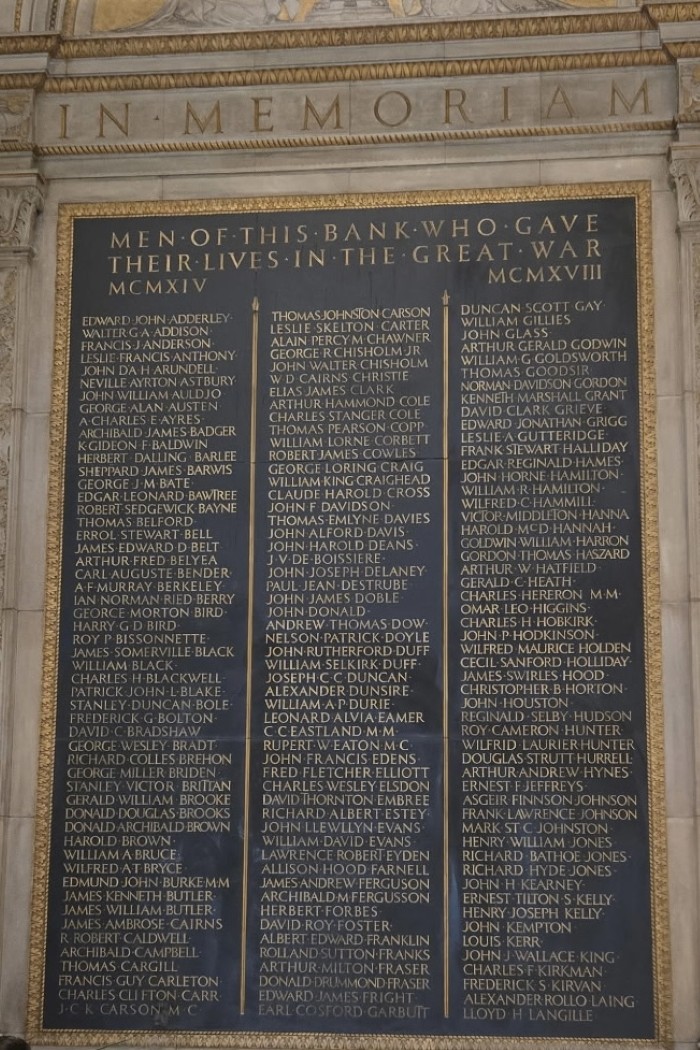 IN·MEMORIAM
MEN·OF·THIS·BANK·WHO·GAVE
THEIR·LIVES·IN·THE·GREAT·WAR
MCMXIV MCMXVIII
EDWARD·JOHN·ADDERLEY·
WALTER·G·A·ADDISON·
FRANCIS·J·ANDERSON·
LESLIE·FRANCIS·ANTHONY
JOHN D'A·H·ARUNDELL·
NEVILLE AYRTON ASTBURY
JOHN WILLIAM·AULDJO
GEORGE·ALAN·AUSTEN
A·CHARLES·E·AYRES·
ARCHIBALD·JAMES·BADGER
K·GIDEON·F·BALDWIN
HERBERT·DALLING·BARLEE
SHEPPARD·JAMES·BARWIS
GEORGE·J·M·BATE·
EDGAR·LEONARD·BAWTREE
ROBERT·SEDGEWICK·BAYNE
THOMAS BELFORD
ERROL STEWART·BELL
JAMES EDWARD D BELT·
ARTHUR·FRED·BELYEA
CARL·AUGUSTE·BENDER·
A·F·MURRAY·BERKELEY·
IAN·NORMAN·RIED·BERRY
GEORGE·MORTON·BIRD·
HARRY·G·D·BIRD·
ROY P BISSONNETTE·
JAMES·SOMERVILLE·BLACK
WILLIAM·BLACK·
CHARLES·H·BLACKWELL·
PATRICK·JOHN·L·BLAKE·
STANLEY·DUNCAN·BOLE·
FREDERICK·G·BOLTON·
DAVID·C·BRADSHAW
GEORGE·WESLEY·BRADT·
RICHARD·COLLES·BREHON
GEORGE·MILLER·BRIDEN·
STANLEY·VICTOR·BRITTAN
GERALD·WILLIAM·BROOKE
DONALD·DOUGLAS·BROOKS
DONALD·ARCHIBALD·BROWN
HAROLD·BROWN·
WILLIAM·A·BRUCE·
WILFRED·AT·BRYCE·
EDMUND·JOHN·BURKE·M·M
JAMES·KENNETH·BUTLER·
JAMES·WILLIAM·BUTLER·
JAMES·AMBROSE·CAIRNS
R·ROBERT·CALDWELL·
ARCHIBALD·CAMPBELL·
THOMAS CARGILL
FRANCIS·GUY·CARLETON·
CHARLES CLIFTON·CARR·
J·C·K·CARSON·M·C·
THOMAS·JOHNSTON·CARSON
LESLIE·SKELTON·CARTER
ALAIN·PERCY·M·CHAWNER
GEORGE·R·CHISHOLM·JR
JOHN WALTER·CHISHOLM
W·D·CAIRNS·CHRISTIE
ELIAS·JAMES·CLARK
ARTHUR·HAMMOND·COLE
CHARLES·STANGER·COLE
THOMAS·PEARSON·COPP·
WILLIAM·LORNE·CORBETT
ROBERT·JAMES·COWLES
GEORGE·LORING·CRAIG
WILLIAM·KING·CRAIGHEAD
CLAUDE·HAROLD·CROSS
JOHN·F·DAVIDSON·
THOMAS·EMLYNE·DAVIES
JOHN·ALFORD·DAVIS·
JOHN·HAROLD·DEANS·
J·V·DE·BOISSIERE·
JOHN·JOSEPH·DELANEY·
PAUL·JEAN·DESTRUBE
JOHN·JAMES·DOBLE·
JOHN·DONALD·
ANDREW·THOMAS·DOW·
NELSON·PATRICK·DOYLE
JOHN·RUTHERFORD·DUFF
WILLIAM·SELKIRK·DUFF·
JOSEPH·C·C·DUNCAN·
ALEXANDER·DUNSIRE·
WILLIAM·A·P·DURIE·
LEONARD·ALVIA·EAMER
C·C·EASTLAND·M·M·
RUPERT·W·EATON·M·C·
JOHN·FRANCIS·EDENS·
FRED·FLETCHER·ELLIOTT
CHARLES·WESLEY·ELSDON
DAVID·THORNTON·EMBREE
RICHARD·ALBERT·ESTEY·
JOHN·LLEWLLYN·EVANS·
WILLIAM·DAVID·EVANS·
LAWRENCE·ROBERT·EYDEN
ALLISON·HOOD·FARNELL
JAMES·ANDREW·FERGUSON
ARCHIBALD·M·FERGUSSON
HERBERT·FORBES·
DAVID·ROY·FOSTER·
ALBERT·EDWARD·FRANKLIN
ROLLAND·SUTTON·FRANKS
ARTHUR·MILTON·FRASER
DONALD·DRUMMOND·FRASER
EDWARD·JAMES·FRIGHT
EARL·COSFORD·GARBUTT
DUNCAN·SCOTT·GAY·
WILLIAM GILLIES
JOHN GLASS·
ARTHUR·GERALD·GODWIN
WILLIAM·G·GOLDSWORTH
THOMAS·GOODSIR·
NORMAN·DAVIDSON·GORDON
KENNETH·MARSHALL·GRANT
DAVID·CLARK·GRIEVE·
EDWARD·JONATHAN·GRIGG
LESLIE·A·GUTTERIDGE·
FRANK·STEWART·HALLIDAY
EDGAR·REGINALD·HAMES·
JOHN·HORNE·HAMILTON·
WILLIAM·R·HAMILTON·
WILFRED·C·HAMMILL·
VICTOR·MIDDLETON·HANNA
HAROLD·McD·HANNAH·
GOLDWIN·WILLIAM·HARRON
GORDON·THOMAS·HASZARD
ARTHUR·W·HATFIELD·
GERALD·C·HEATH·
CHARLES·HERERON·M·M·
OMAR·LEO·HIGGINS·
CHARLES·H·HOBKIRK·
JOHN·P·HODKINSON·
WILFRED·MAURICE·HOLDEN
CECIL·SANFORD·HOLLIDAY·
JAMES·SWIRLES·HOOD·
CHRISTOPHER·B·HORTON·
JOHN·HOUSTON·
REGINALD·SELBY·HUDSON
ROY·CAMERON·HUNTER·
WILFRID·LAURIER·HUNTER
DOUGLAS·STRUTT·HURRELL
ARTHUR·ANDREW·HYNES·
ERNEST·F·JEFFREYS·
ASGEIR·FINNSON·JOHNSON
FRANK·LAWRENCE·JOHNSON
MARK·ST·C·JOHNSTON·
HENRY·WILLIAM·JONES
RICHARD·BATHOE·JONES·
RICHARD·HYDE·JONES·
JOHN·H·KEARNEY·
ERNEST·TILTON·S·KELLY·
HENRY·JOSEPH·KELLY·
JOHN·KEMPTON·
LOUIS·KERR·
JOHN·J·WALLACE·KING·
CHARLES·F·KIRKMAN·
FREDERICK·S·KIRVAN·
ALEXANDER·ROLLO·LAING
LLOYD·H·LANGILLE·